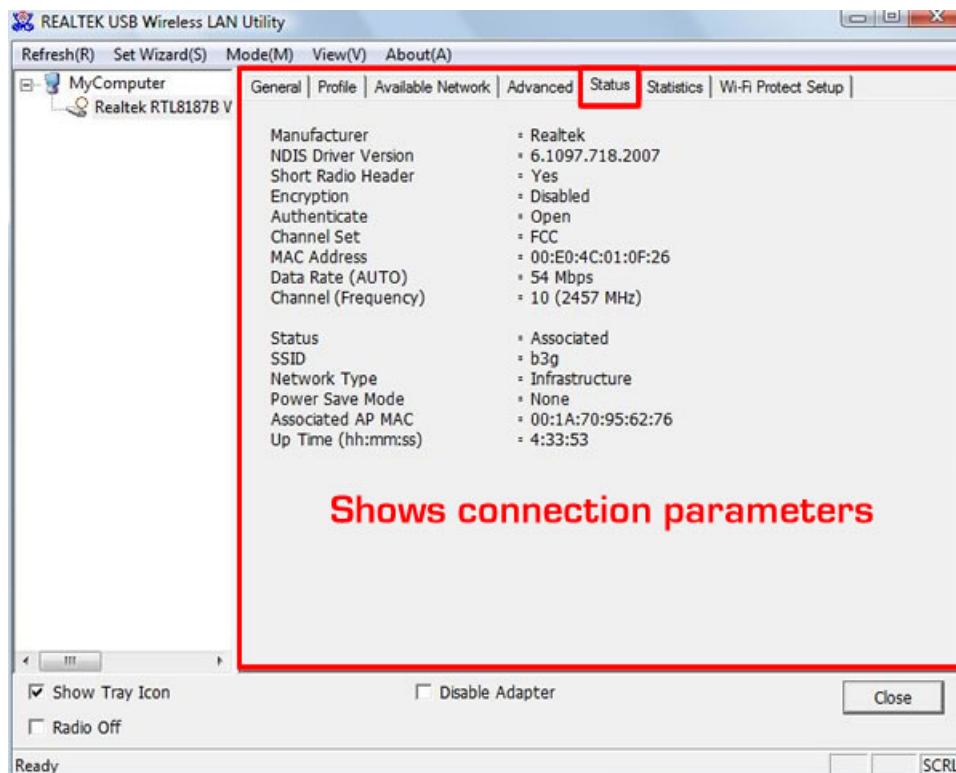 REALTEK USB Wireless LAN Utility
Refresh(R) Set Wizard(S) Mode(M) View(V) About(A)
MyComputer
Realtek RTL8187B
General Profile Available Network Advanced Status Statistics Wi-Fi Protect Setup
Manufacturer = Realtek
NDIS Driver Version = 6.1097.718.2007
Short Radio Header = Yes
Encryption = Disabled
Authenticate = Open
Channel Set = FCC
MAC Address = 00:E0:4C:01:0F:26
Data Rate (AUTO) = 54 Mbps
Channel (Frequency) = 10 (2457 MHz)
Status = Associated
SSID = b3g
Network Type = Infrastructure
Power Save Mode = None
Associated AP MAC = 00:1A:70:95:62:76
Up Time (hh:mm:ss) = 4:33:53
Shows connection parameters
Show Tray Icon Disable Adapter Close
Radio Off
Ready SCRL